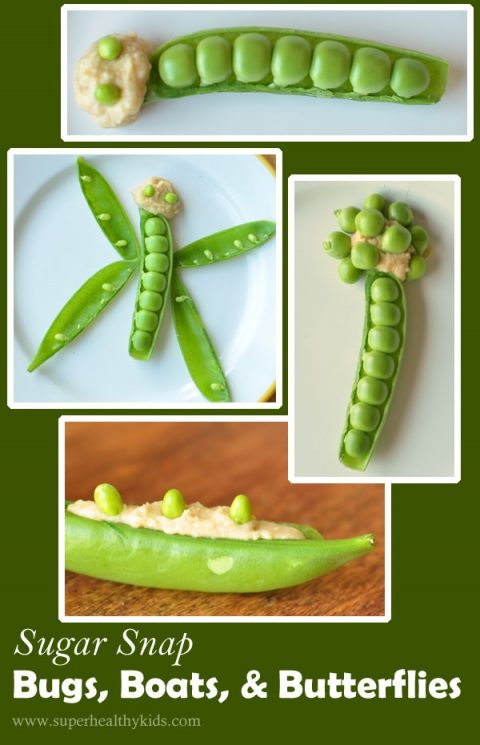 Sugar Snap
Bugs, Boats, & Butterflies
www.superhealthykids.com